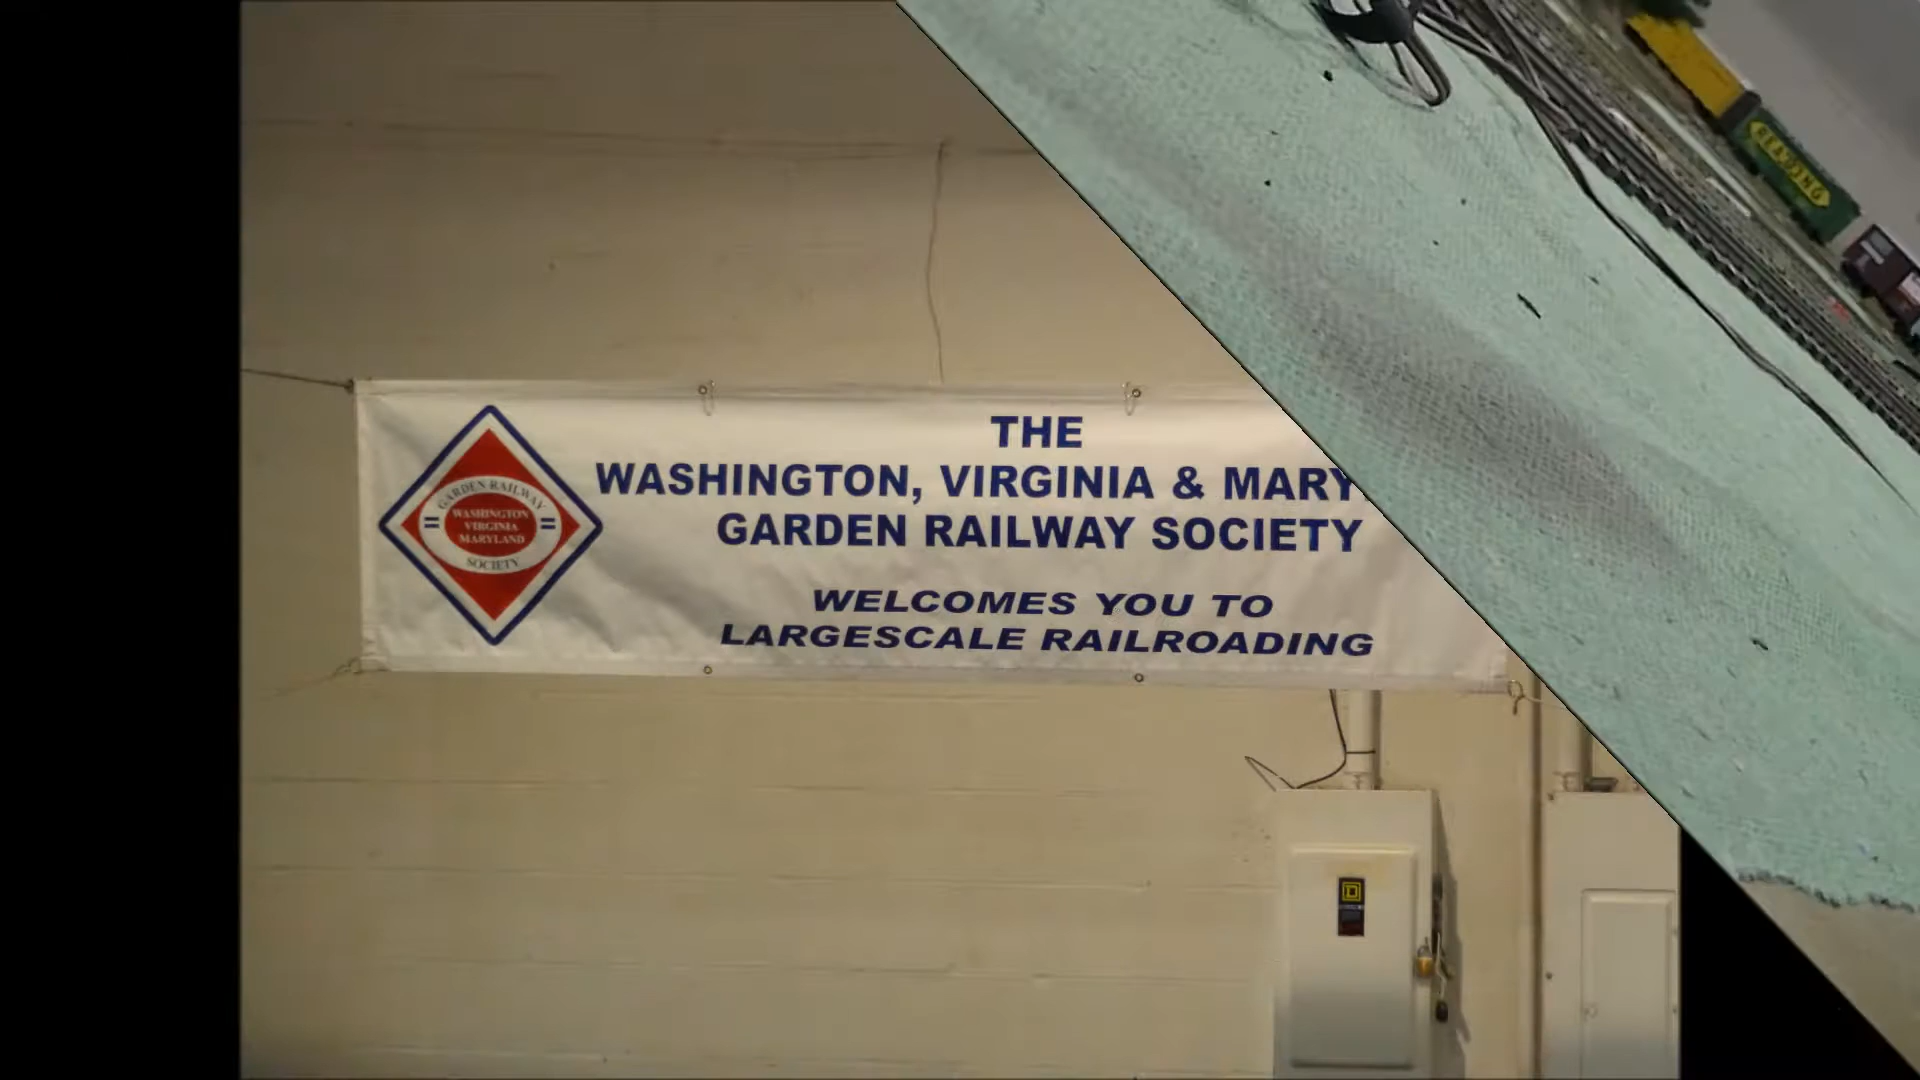 THE
WASHINGTON, VIRGINIA & MARY
GARDEN RAILWAY SOCIETY
WELCOMES YOU TO
LARGESCALE RAILROADING
GARDEN RAILWAY
WASHINGTON
VIRGINIA
MARYLAND
SOCIETY
READING
D